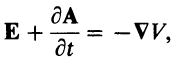 E + ∂A/∂t = −∇V,